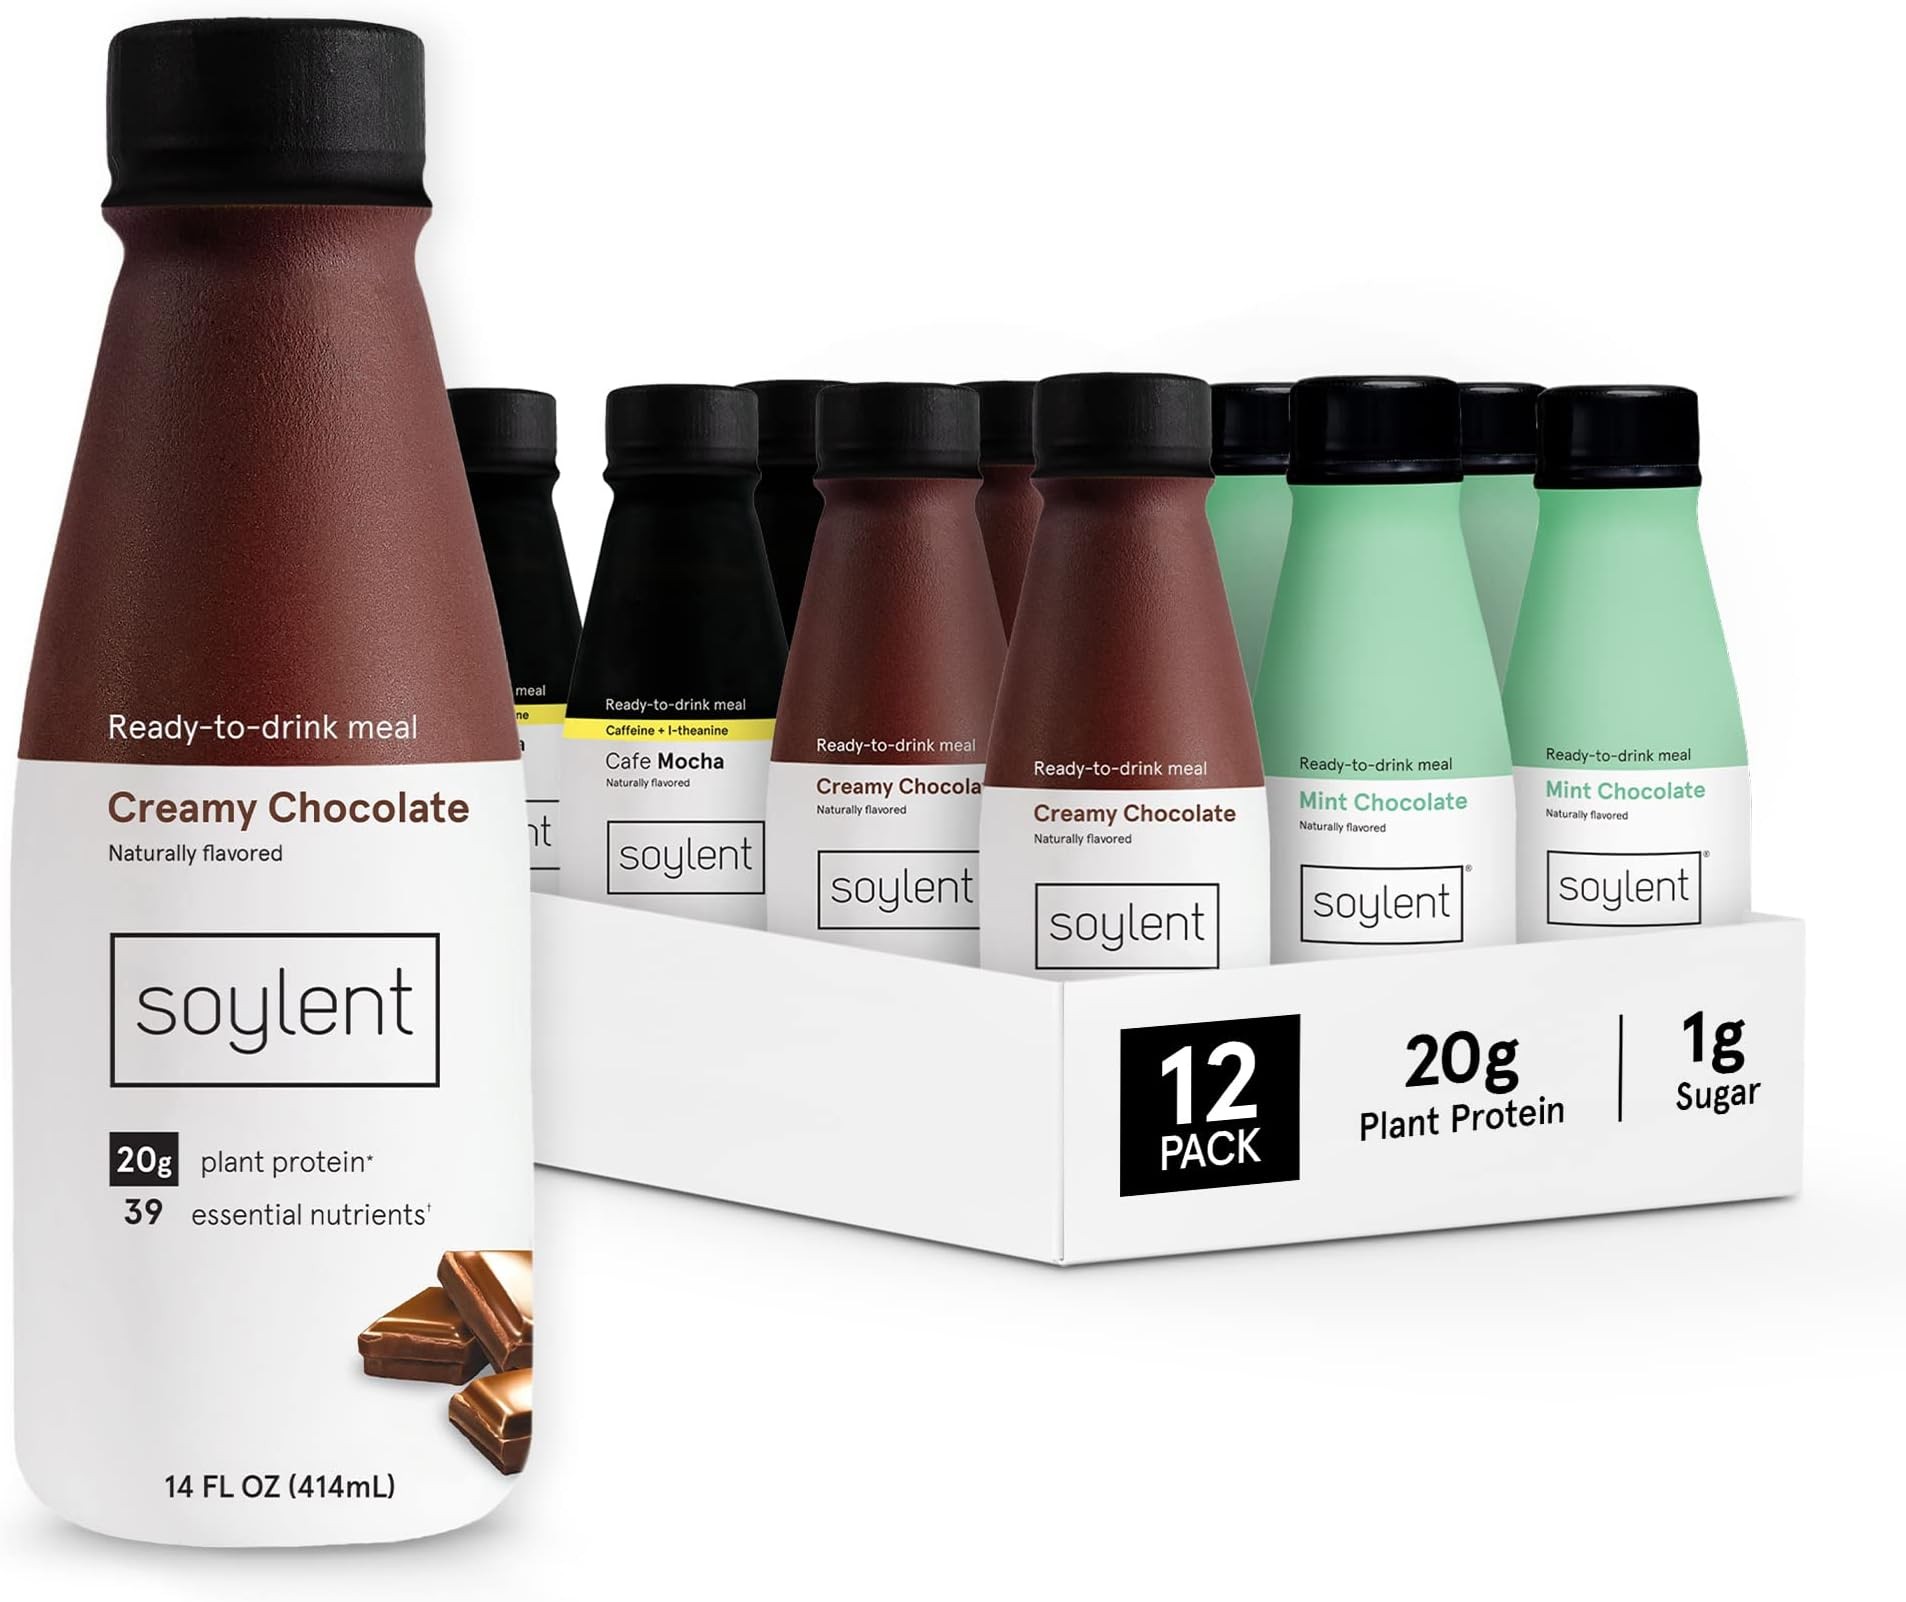 Ready-to-drink meal
Creamy Chocolate
Naturally flavored
soylent
20g plant protein*
39 essential nutrients†
14 FL OZ (414mL)
meal
Ready-to-drink meal
Caffeine + l-theanine
Cafe Mocha
Naturally flavored
soylent
Ready-to-drink meal
Creamy Chocola
Naturally flavored
soylent
Ready-to-drink meal
Creamy Chocolate
Naturally flavored
soylent
Ready-to-drink meal
Mint Chocolate
Naturally flavored
soylent®
Ready-to-drink meal
Mint Chocolate
Naturally flavored
soylent®
12
PACK
20g
Plant Protein
1g
Sugar